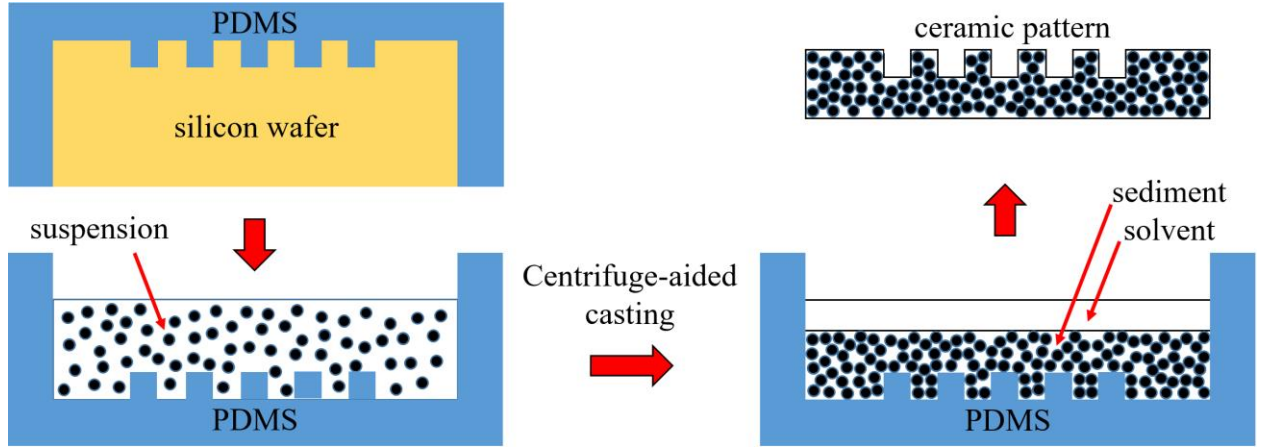 PDMS
silicon wafer
suspension
PDMS
Centrifuge-aided
casting
ceramic pattern
sediment
solvent
PDMS